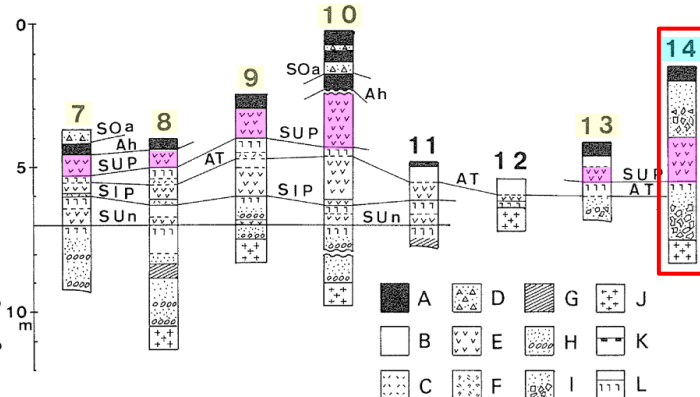 0
5
10
m
7
8
9
10
11
12
13
14
SOa
Ah
SUP
SIP
SUn
AT
SUP
SIP
SOa
Ah
SUn
AT
SUP
AT
A D G J
B E H K
C F I L